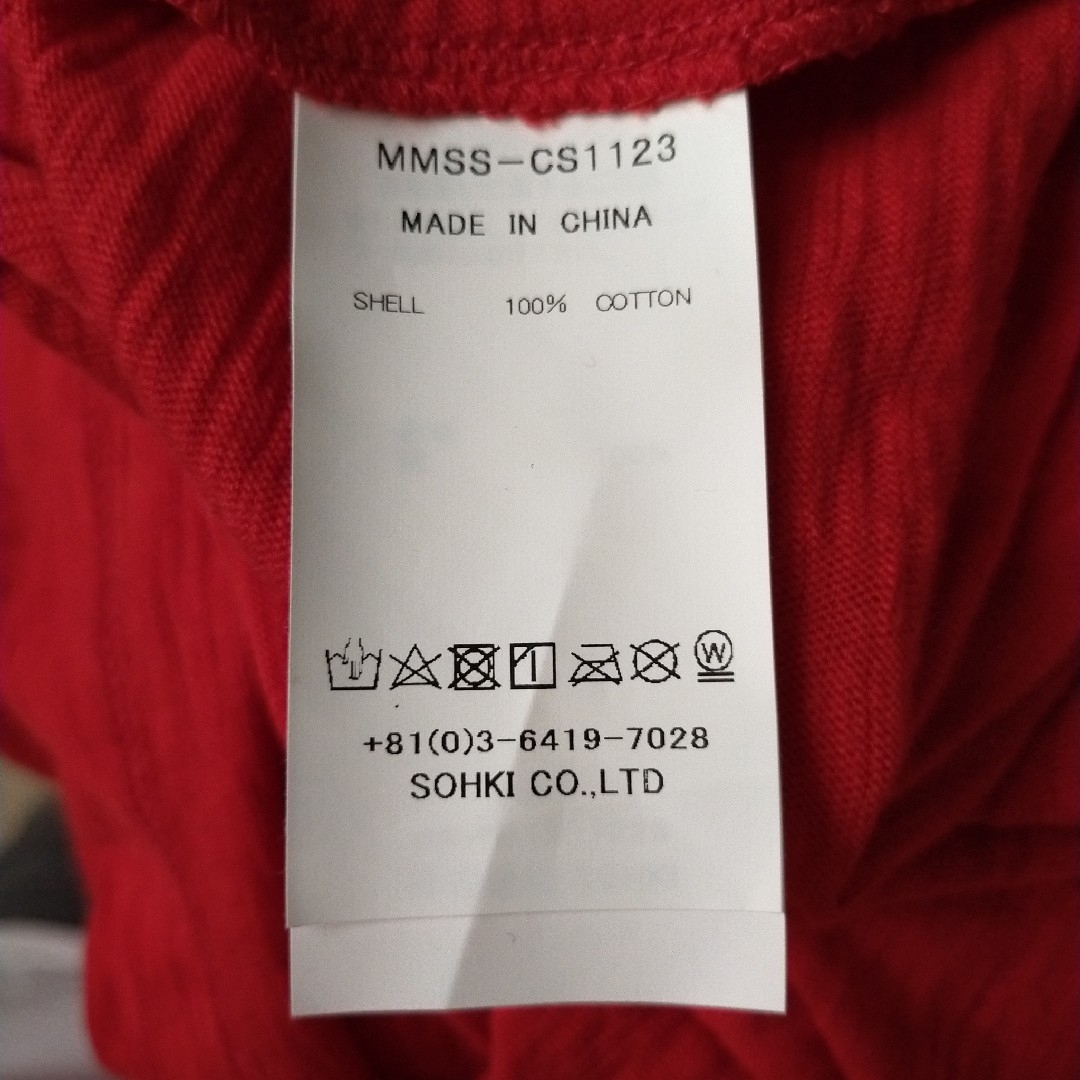 MMSS-CS1123
MADE IN CHINA
SHELL 100% COTTON
W
+81(0)3-6419-7028
SOHKI CO.,LTD